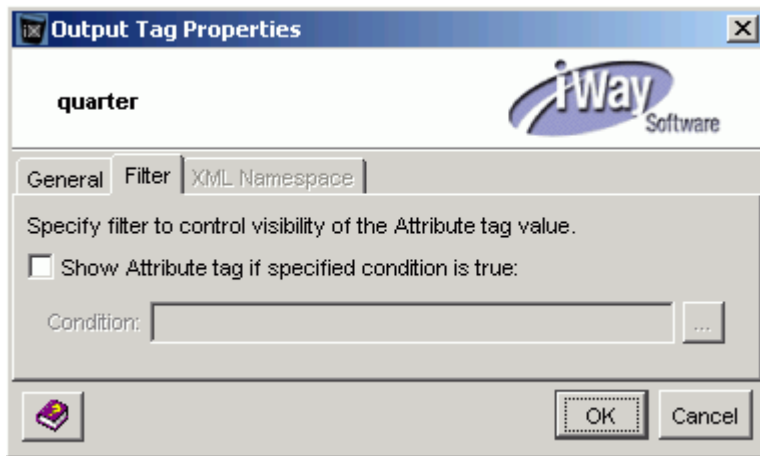 iw Output Tag Properties
quarter
iWay
Software
General Filter XML Namespace
Specify filter to control visibility of the Attribute tag value.
Show Attribute tag if specified condition is true:
Condition: ...
OK Cancel